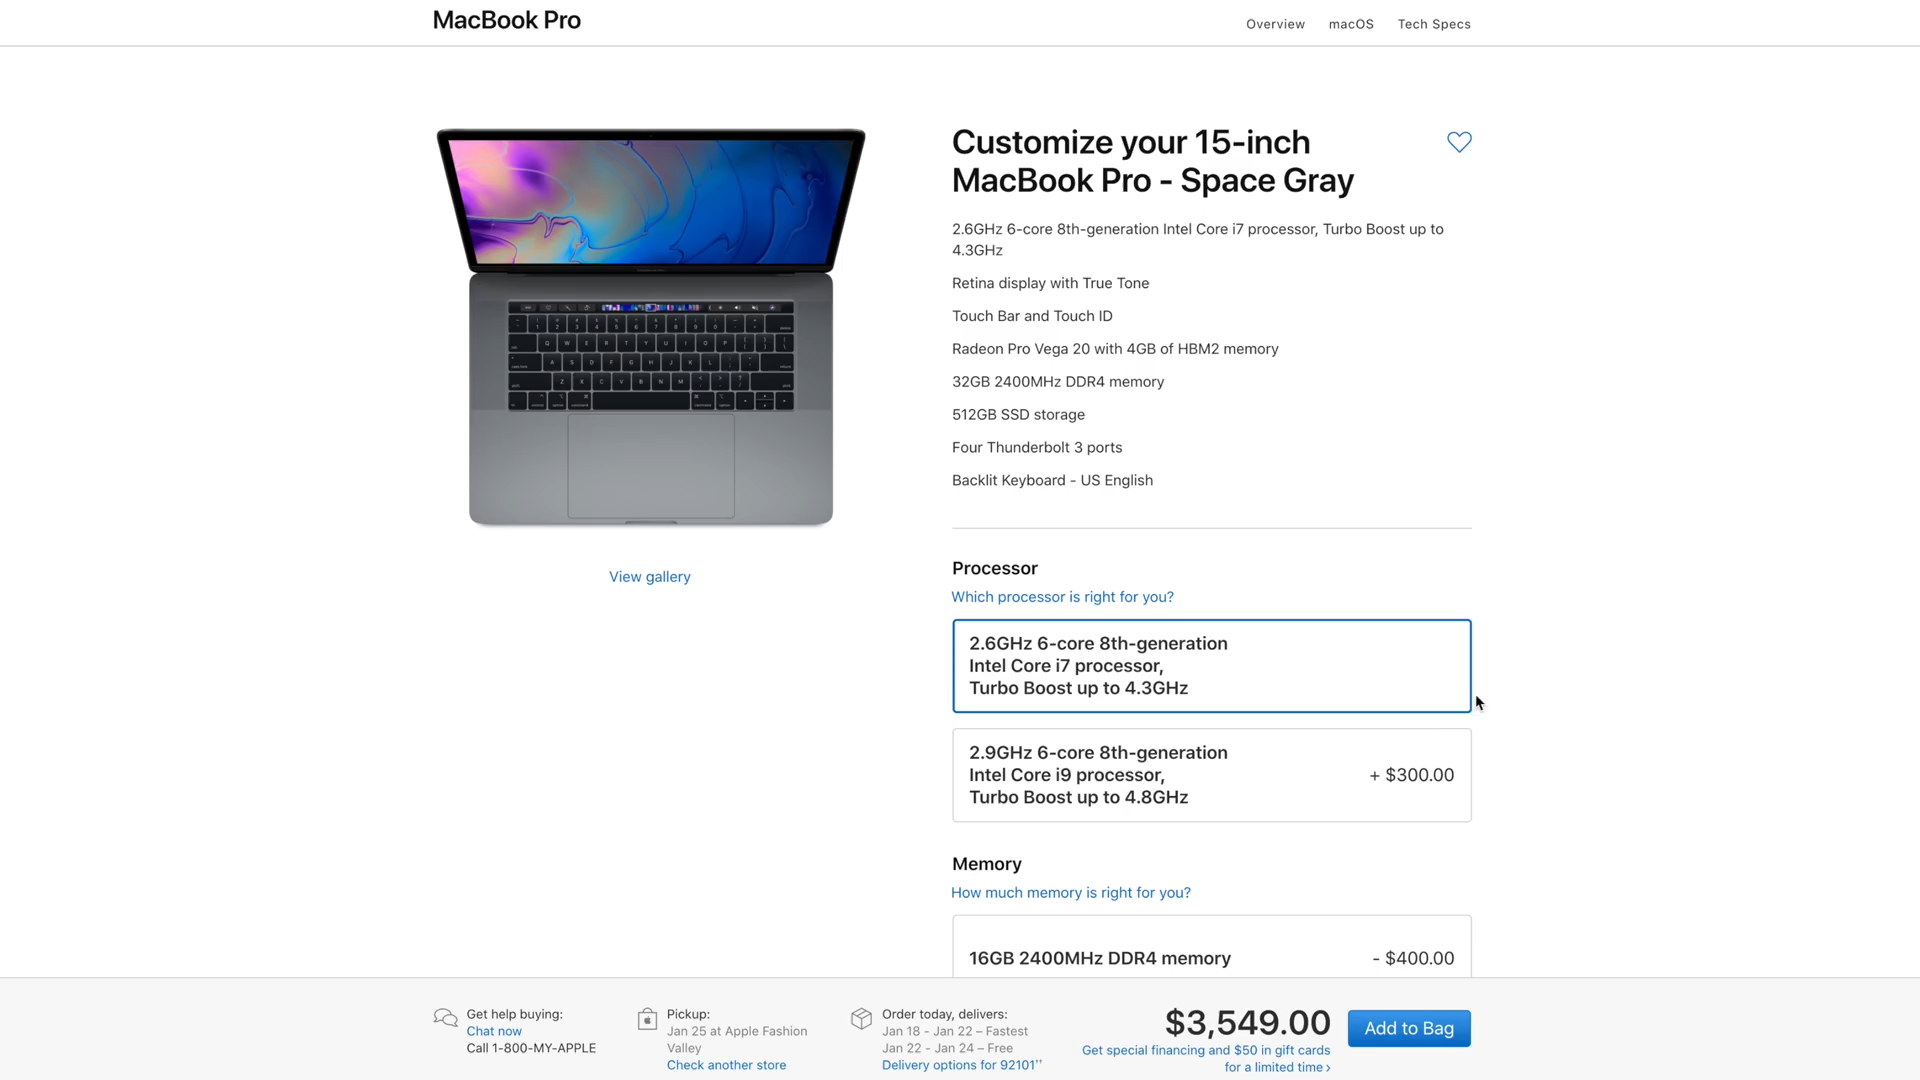 MacBook Pro
Overview macOS Tech Specs
Customize your 15-inch
MacBook Pro - Space Gray
2.6GHz 6-core 8th-generation Intel Core i7 processor, Turbo Boost up to
4.3GHz
Retina display with True Tone
Touch Bar and Touch ID
Radeon Pro Vega 20 with 4GB of HBM2 memory
32GB 2400MHz DDR4 memory
512GB SSD storage
Four Thunderbolt 3 ports
Backlit Keyboard - US English
View gallery
Processor
Which processor is right for you?
2.6GHz 6-core 8th-generation
Intel Core i7 processor,
Turbo Boost up to 4.3GHz
2.9GHz 6-core 8th-generation
Intel Core i9 processor,
Turbo Boost up to 4.8GHz
+ $300.00
Memory
How much memory is right for you?
16GB 2400MHz DDR4 memory
- $400.00
Get help buying:
Chat now
Call 1-800-MY-APPLE
Pickup:
Jan 25 at Apple Fashion
Valley
Check another store
Order today, delivers:
Jan 18 - Jan 22 – Fastest
Jan 22 - Jan 24 – Free
Delivery options for 92101††
$3,549.00
Get special financing and $50 in gift cards
for a limited time ›
Add to Bag